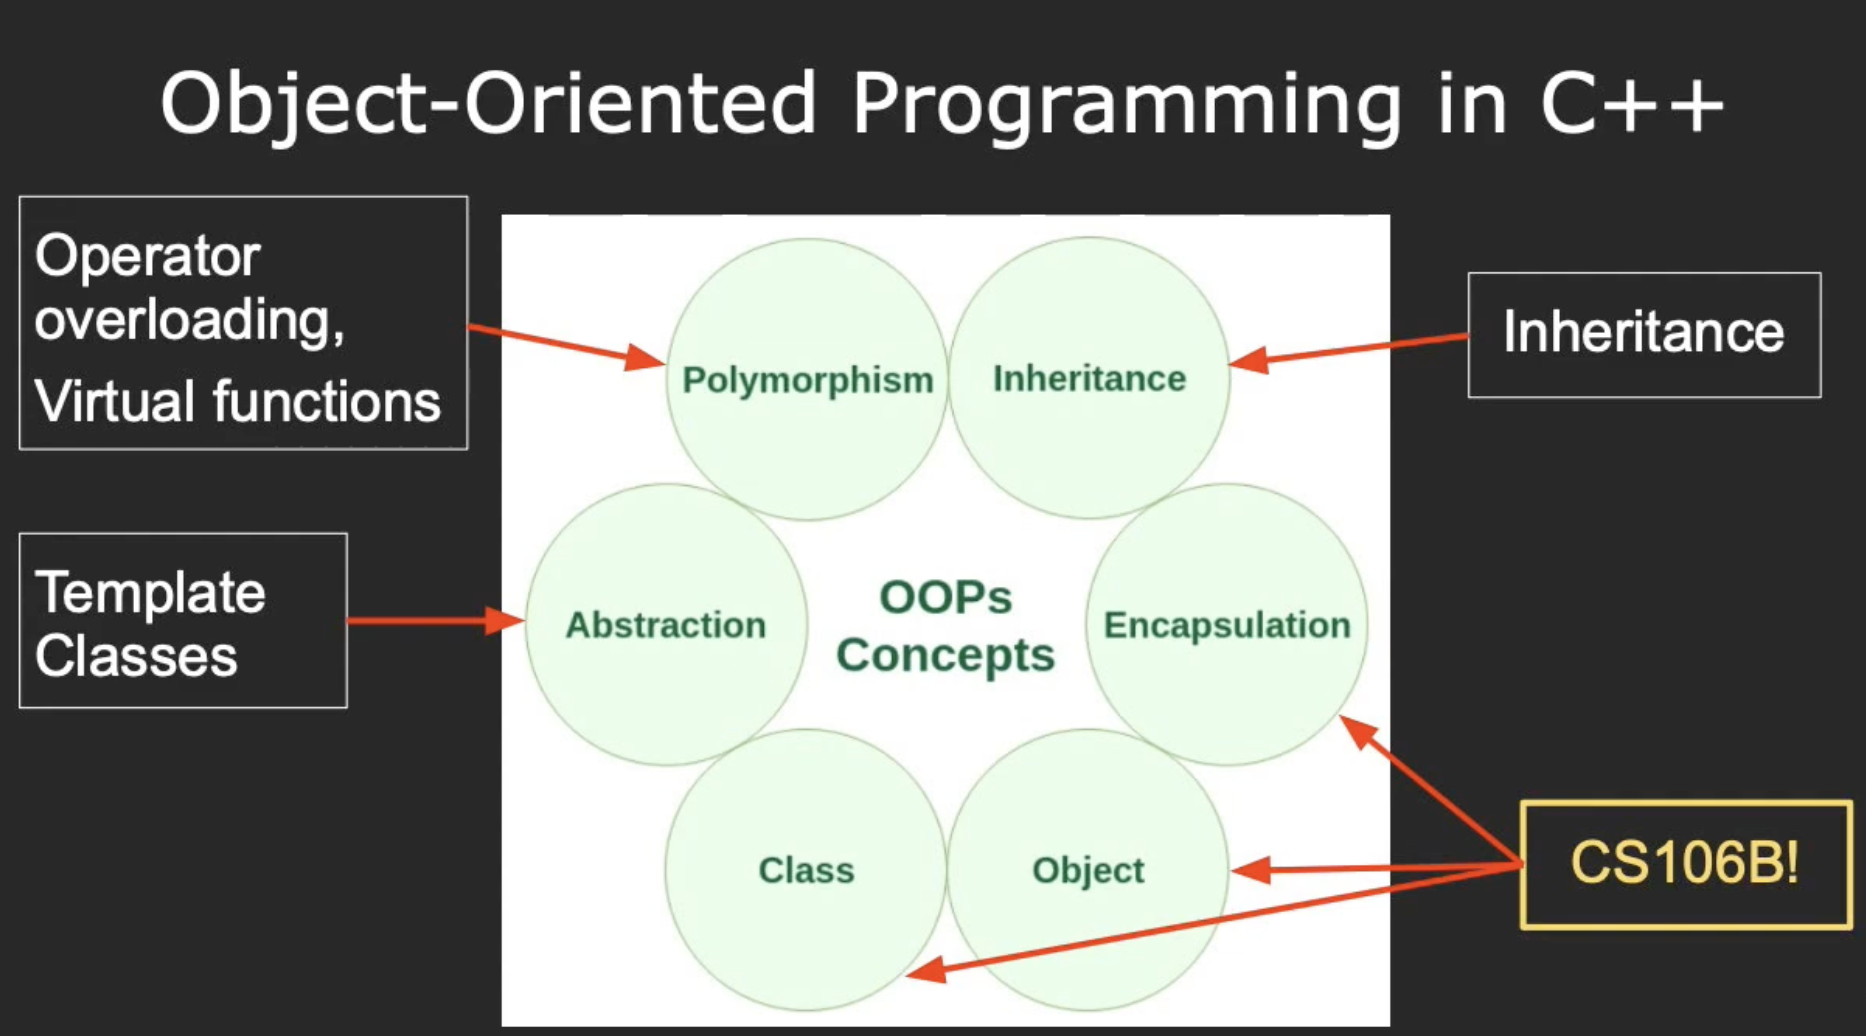 Object-Oriented Programming in C++
Operator
overloading,
Virtual functions
Polymorphism
Inheritance
Inheritance
Template
Classes
Abstraction
OOPs
Concepts
Encapsulation
Class
Object
CS106B!